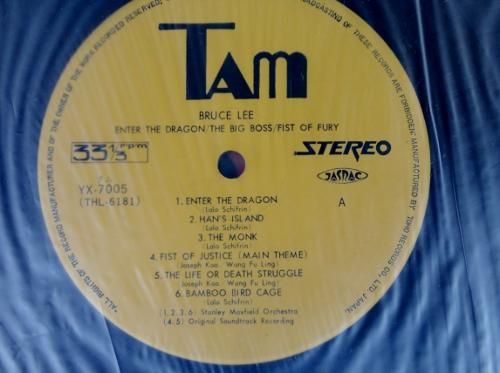 *ALL RIGHTS OF THE RECORD MANUFACTURER AND OF THE OWNER OF THE WORK RECORDED RESERVED,
BROADCASTING OF THESE RECORDS ARE FORBIDDEN: MANUFACTURED BY TOHO RECORDS CO., LTD. JAPAN.
TAM
BRUCE LEE
ENTER THE DRAGON/THE BIG BOSS/FIST OF FURY
33 1/3 rpm
STEREO
YX-7005
(THL-6181)
JASRAC
A
1. ENTER THE DRAGON
(Lalo Schifrin)
2. HAN'S ISLAND
(Lalo Schifrin)
3. THE MONK
(Lalo Schifrin)
4. FIST OF JUSTICE (MAIN THEME)
(Joseph Koo Wang Fu Ling)
5. THE LIFE OR DEATH STRUGGLE
(Joseph Koo Wang Fu Ling)
6. BAMBOO BIRD CAGE
(Lalo Schifrin)
(1,2,3,6) Stanley Maxfield Orchestra
(4,5) Original Soundtrack Recording